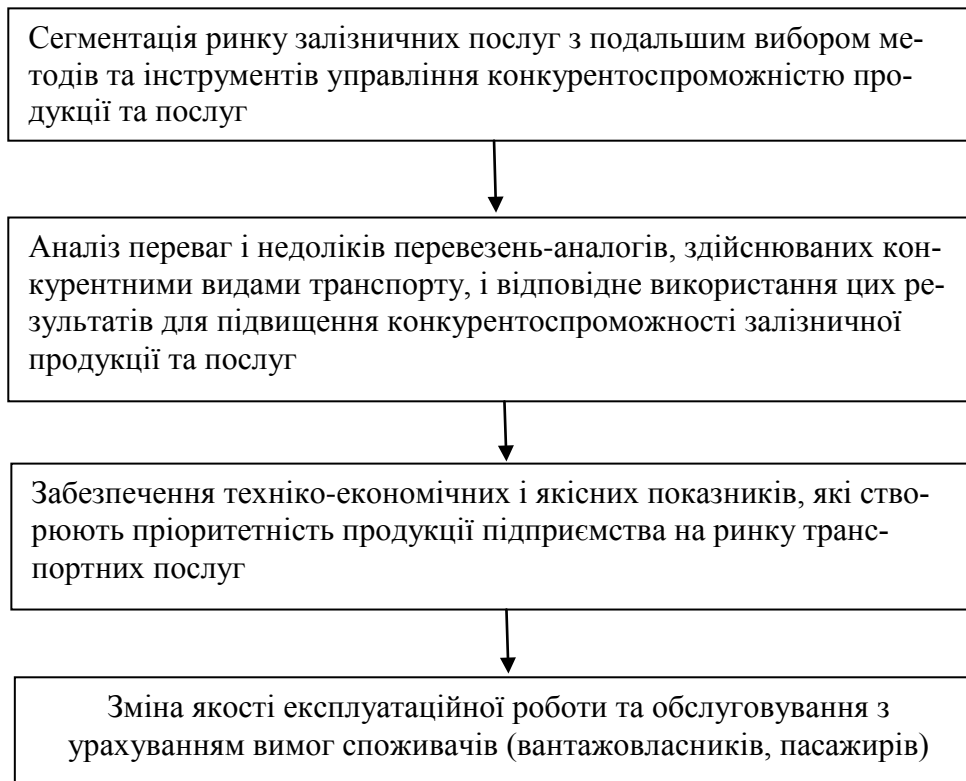 Сегментація ринку залізничних послуг з подальшим вибором ме-
тодів та інструментів управління конкурентоспроможністю про-
дукції та послуг
Аналіз переваг і недоліків перевезень-аналогів, здійснюваних кон-
курентними видами транспорту, і відповідне використання цих ре-
зультатів для підвищення конкурентоспроможності залізничної
продукції та послуг
Забезпечення техніко-економічних і якісних показників, які ство-
рюють пріоритетність продукції підприємства на ринку транс-
портних послуг
Зміна якості експлуатаційної роботи та обслуговування з
урахуванням вимог споживачів (вантажовласників, пасажирів)